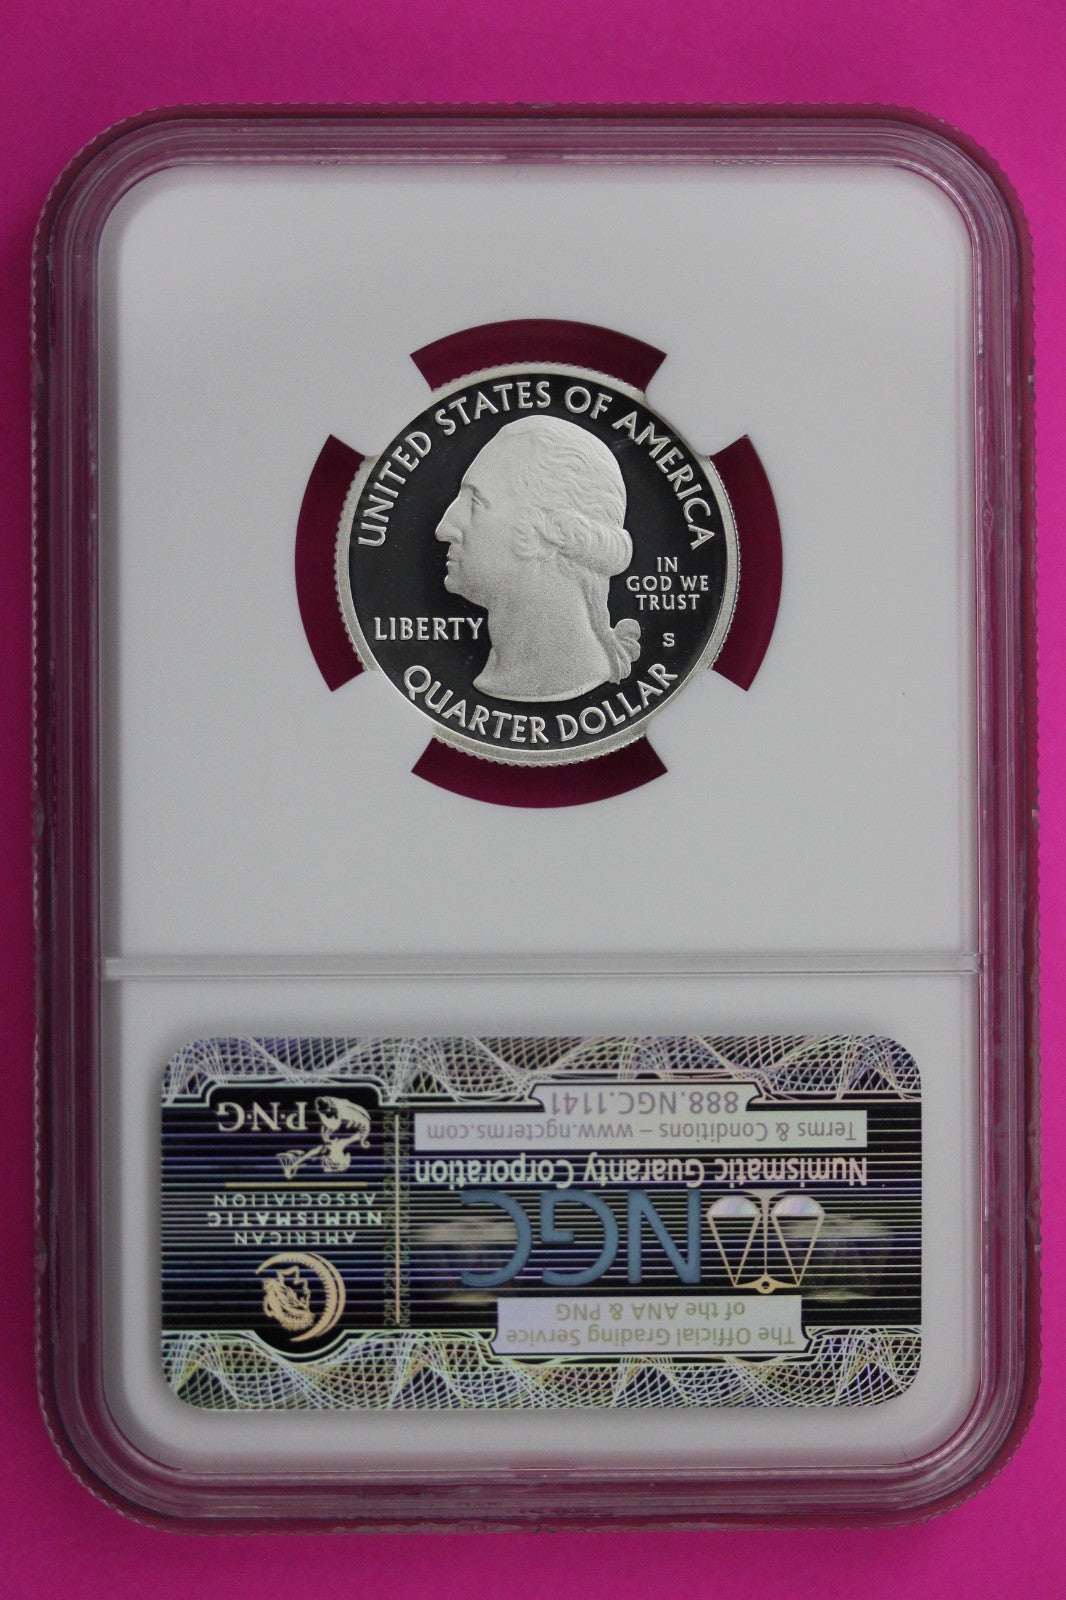 UNITED STATES OF AMERICA
IN
GOD WE
TRUST
LIBERTY
S
QUARTER DOLLAR
The Official Grading Service
of the ANA & PNG
NGC
Numismatic Guaranty Corporation
Terms & Conditions – www.ngcterms.com
888.NGC.1141
AMERICAN
NUMISMATIC
ASSOCIATION
P·N·G